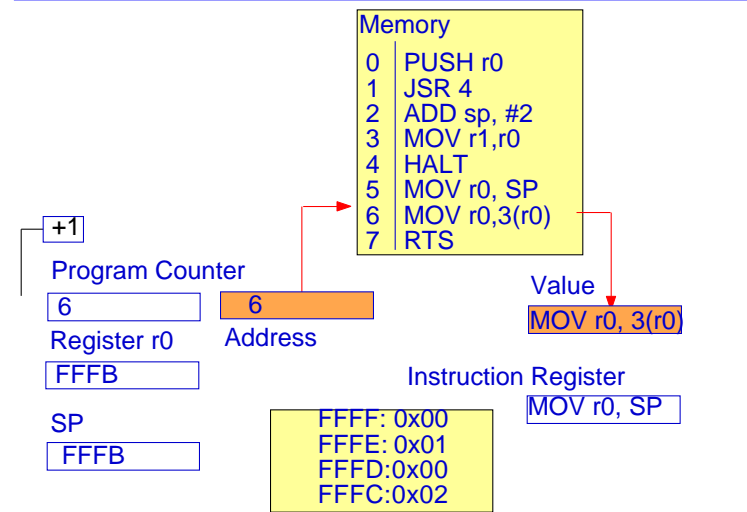 Memory
0 PUSH r0
1 JSR 4
2 ADD sp, #2
3 MOV r1,r0
4 HALT
5 MOV r0, SP
6 MOV r0,3(r0)
7 RTS
+1
Program Counter
6
6
Address
Value
MOV r0, 3(r0)
Register r0
FFFB
Instruction Register
MOV r0, SP
SP
FFFB
FFFF: 0x00
FFFE: 0x01
FFFD:0x00
FFFC:0x02